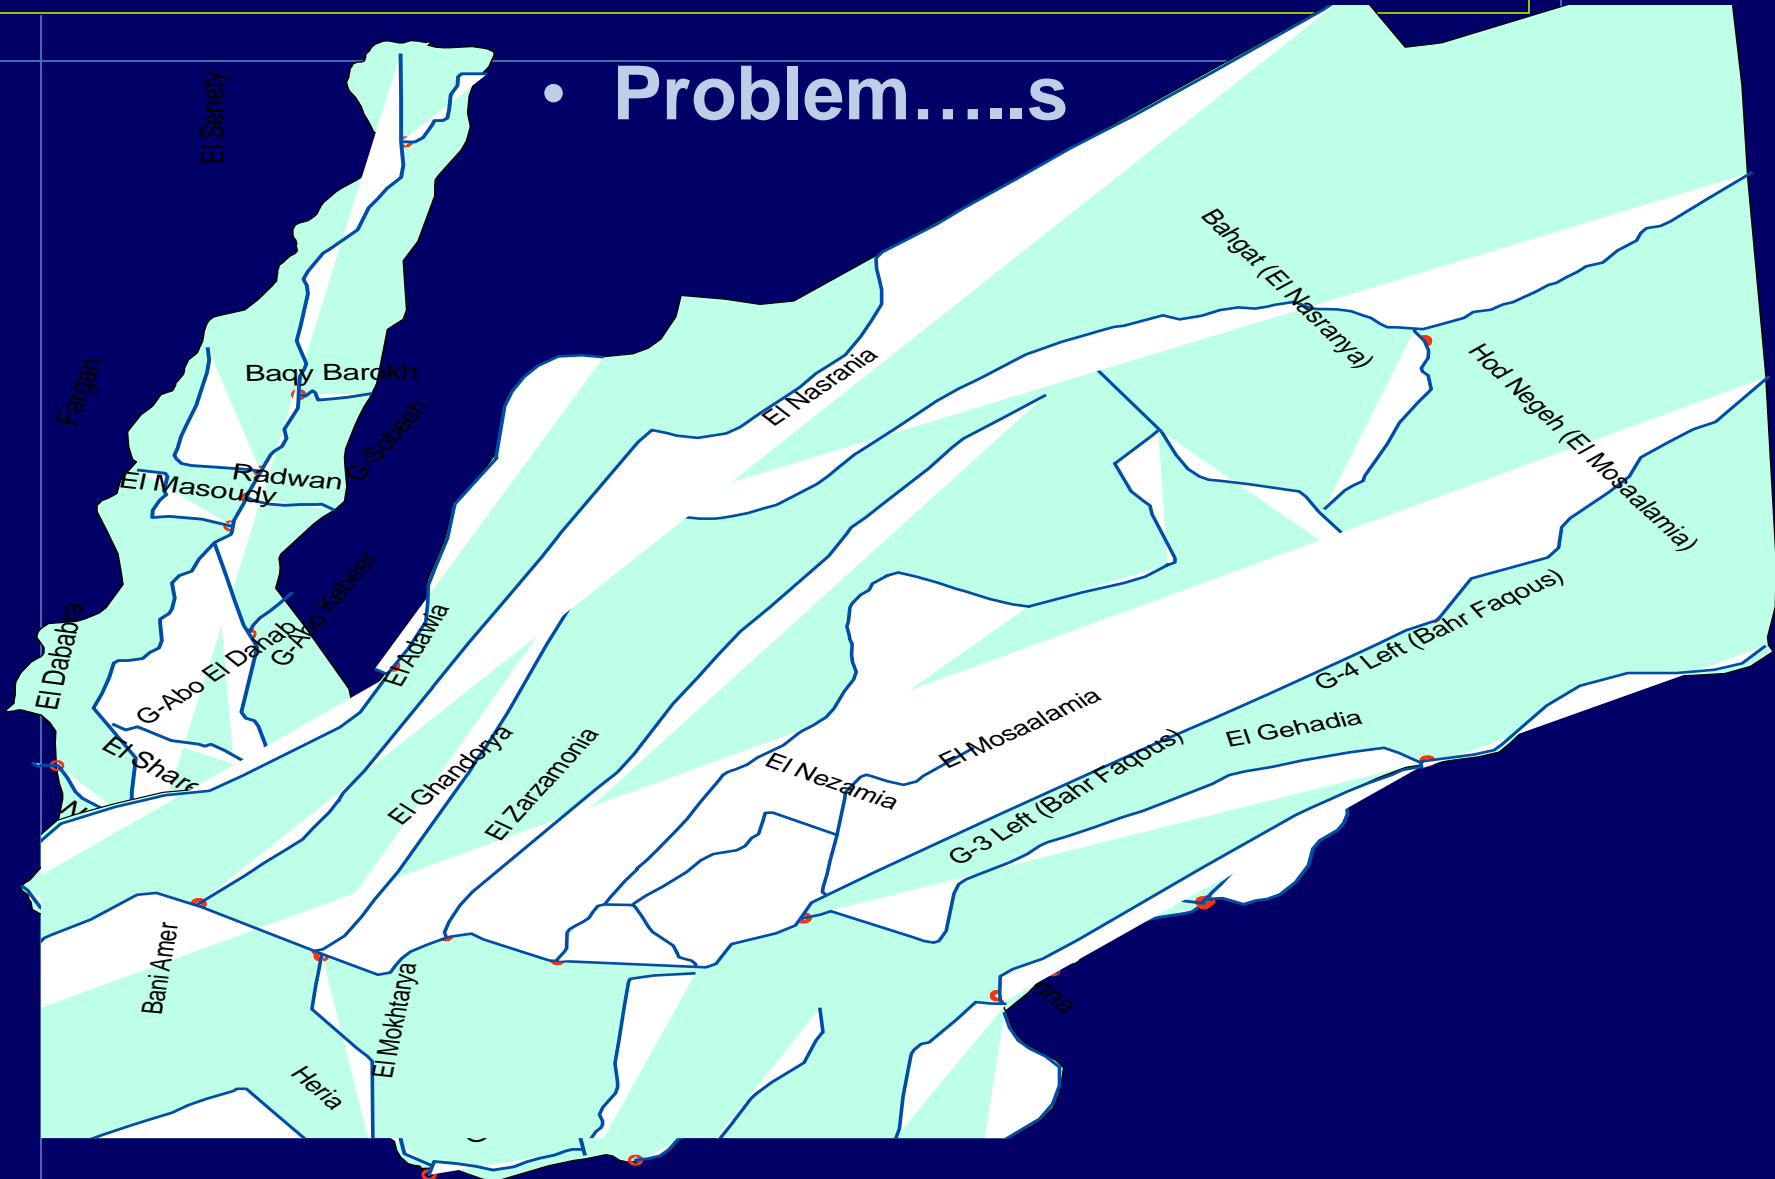 • Problem…..s
El Senety
Bahgat (El Nasranya)
Hod Negeh (El Mosaalamia)
Fargan
Baqy Barokh
El Nasrania
G-Sobeeh
Radwan
El Masoudy
G-Abo Kebeer
G-Abo El Dahab
El Dababra
El Adawia
G-4 Left (Bahr Faqous)
El Mosaalamia
El Gehadia
El Share
El Ghandorya
El Zarzamonia
El Nezamia
G-3 Left (Bahr Faqous)
Bani Amer
El Mokhtarya
Heria